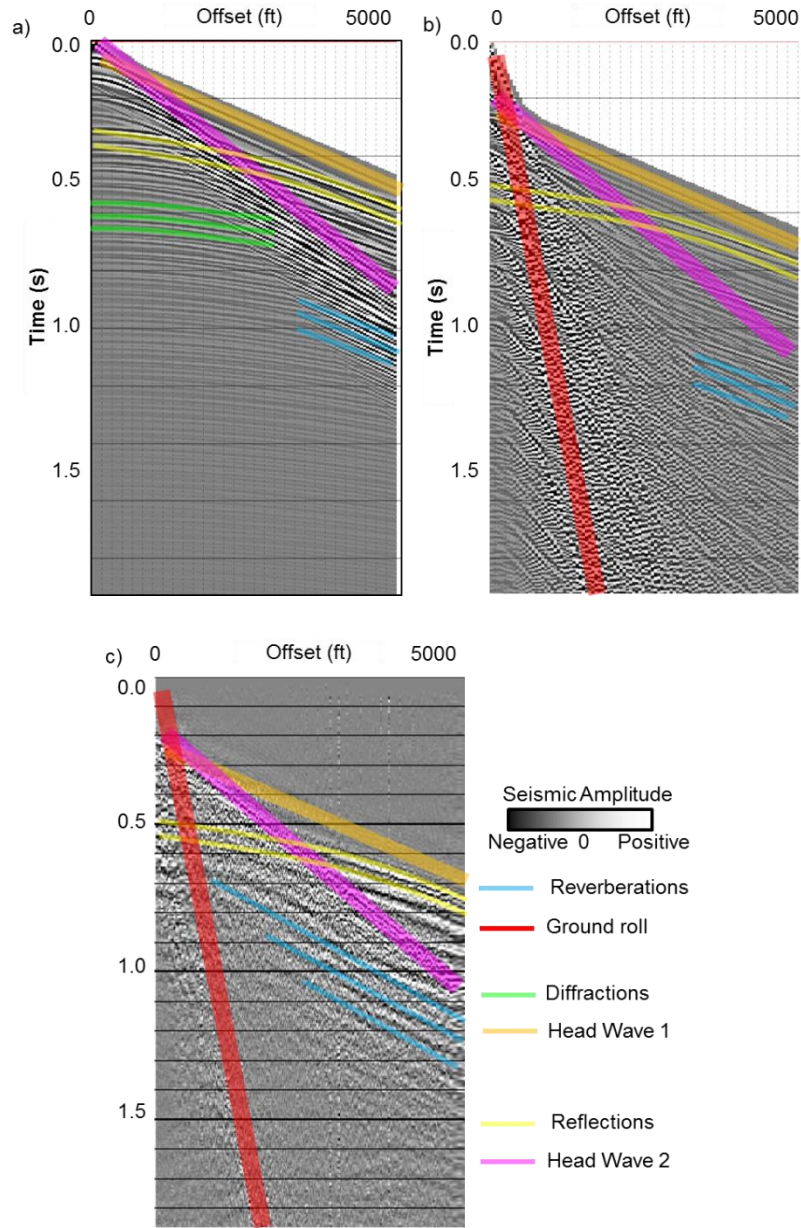 a)
0 Offset (ft) 5000
0.0
0.5
1.0
1.5
Time (s)
b)
0 Offset (ft) 5000
0.0
0.5
1.0
1.5
Time (s)
c)
0 Offset (ft) 5000
0.0
0.5
1.0
1.5
Seismic Amplitude
Negative 0 Positive
Reverberations
Ground roll
Diffractions
Head Wave 1
Reflections
Head Wave 2